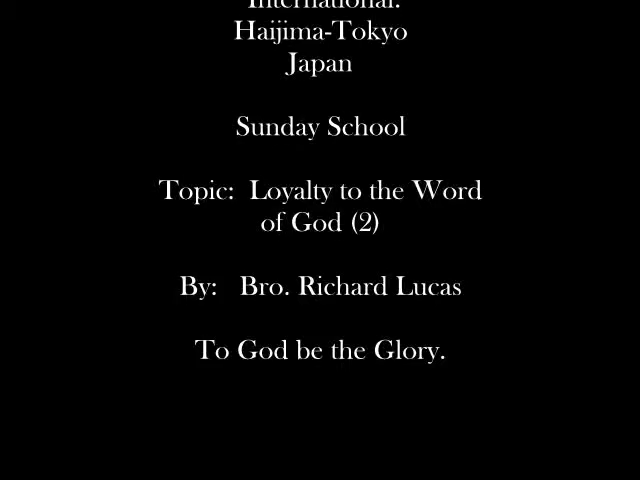 International.
Haijima-Tokyo
Japan
Sunday School
Topic: Loyalty to the Word
of God (2)
By: Bro. Richard Lucas
To God be the Glory.